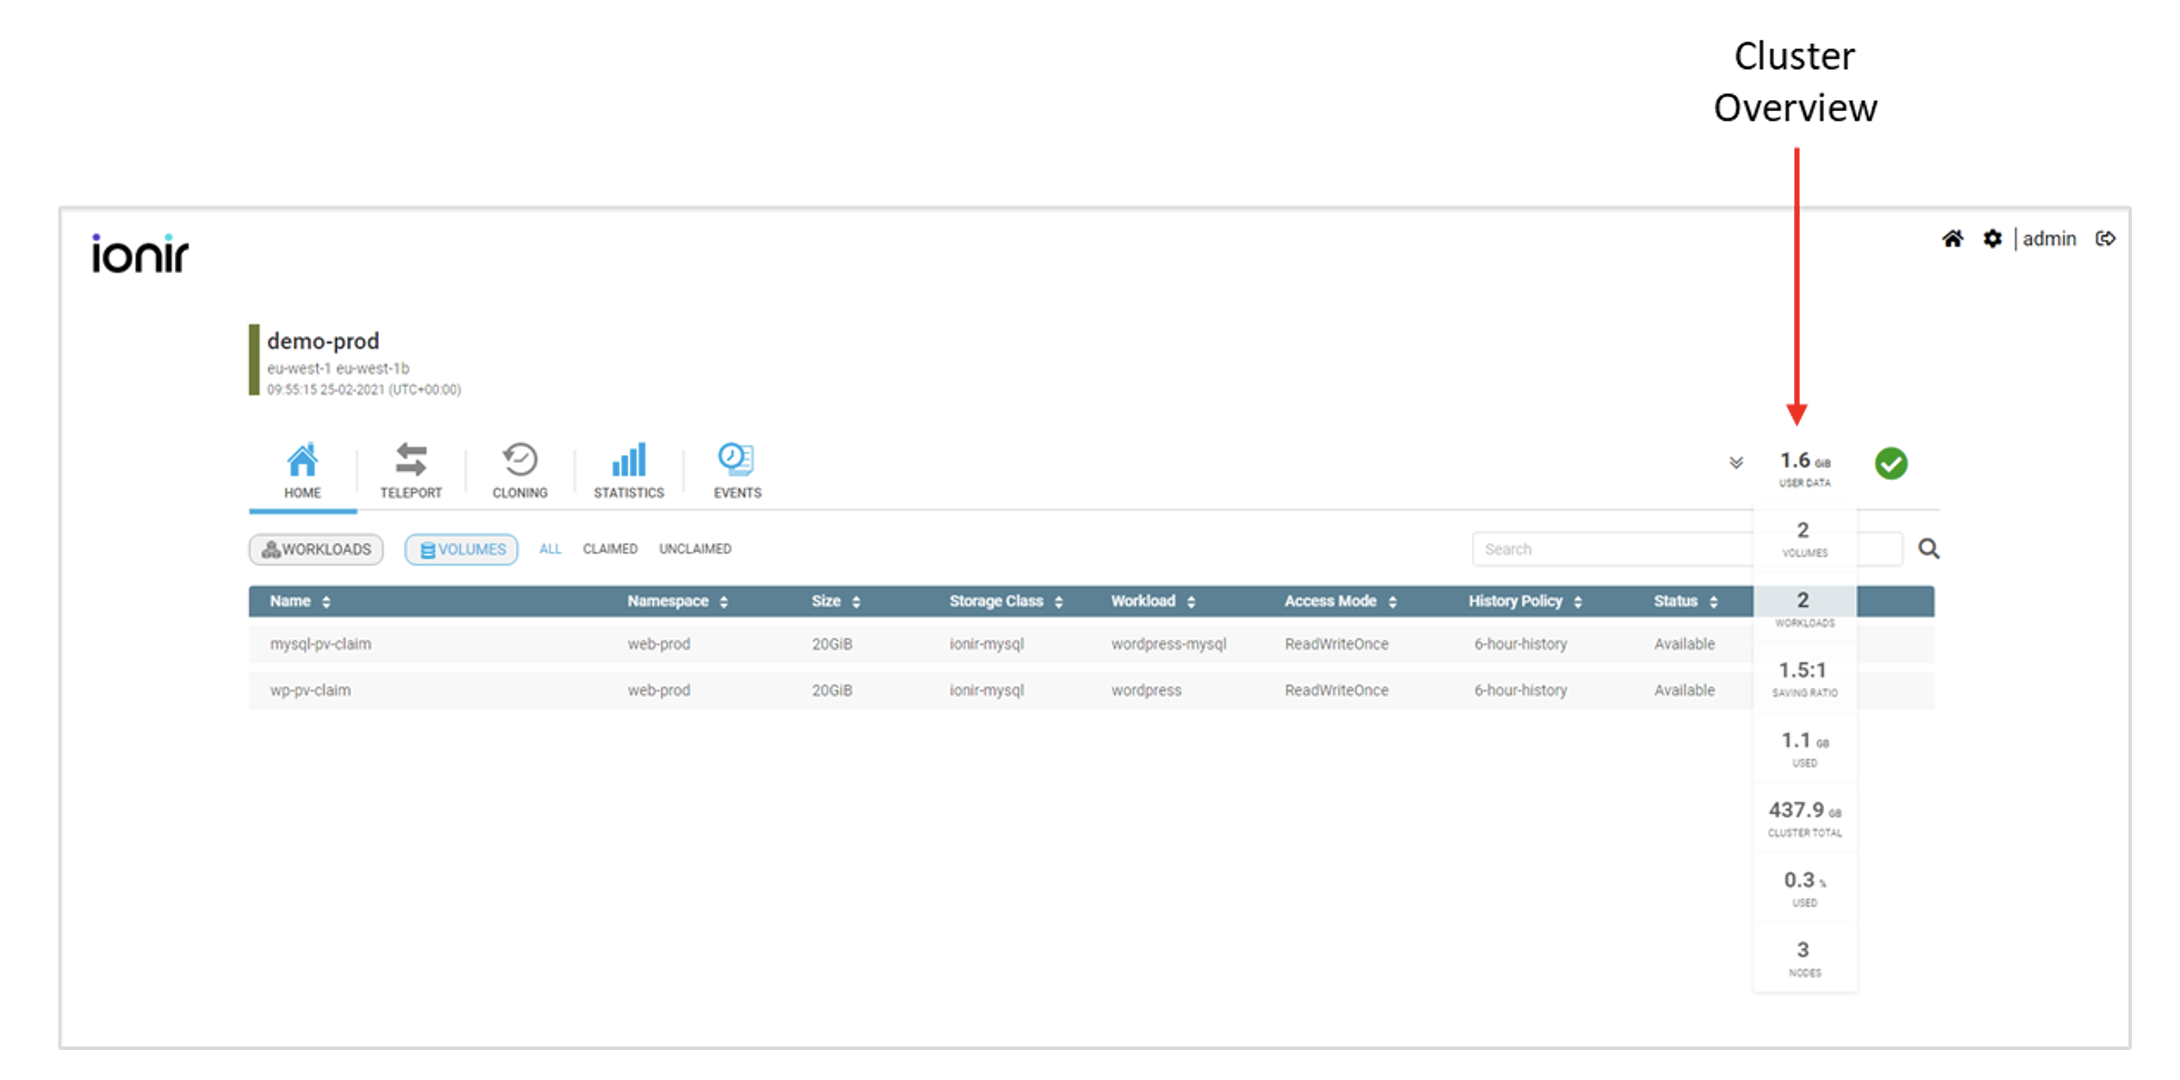 Cluster
Overview
ionir
admin
demo-prod
eu-west-1 eu-west-1b
09:55:15 25-02-2021 (UTC+00:00)
HOME TELEPORT CLONING STATISTICS EVENTS
1.6 GiB
USER DATA
WORKLOADS VOLUMES ALL CLAIMED UNCLAIMED Search
2
VOLUMES
Name Namespace Size Storage Class Workload Access Mode History Policy Status
2
WORKLOADS
mysql-pv-claim web-prod 20GiB ionir-mysql wordpress-mysql ReadWriteOnce 6-hour-history Available
wp-pv-claim web-prod 20GiB ionir-mysql wordpress ReadWriteOnce 6-hour-history Available
1.5:1
SAVING RATIO
1.1 GB
USED
437.9 GB
CLUSTER TOTAL
0.3 %
USED
3
NODES